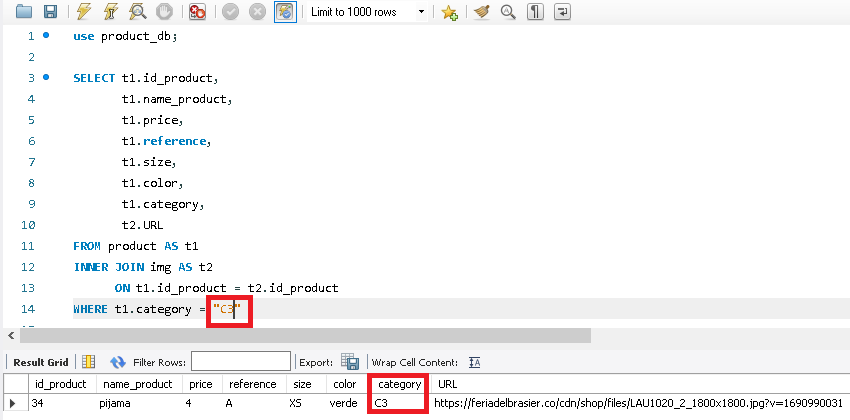 Limit to 1000 rows
1 use product_db;
2
3 SELECT t1.id_product,
4 t1.name_product,
5 t1.price,
6 t1.reference,
7 t1.size,
8 t1.color,
9 t1.category,
10 t2.URL
11 FROM product AS t1
12 INNER JOIN img AS t2
13 ON t1.id_product = t2.id_product
14 WHERE t1.category = "C3"
Result Grid Filter Rows: Export: Wrap Cell Content: IA
id_product name_product price reference size color category URL
34 pijama 4 A XS verde C3 https://feriadelbrasier.co/cdn/shop/files/LAU1020_2_1800x1800.jpg?v=1690990031